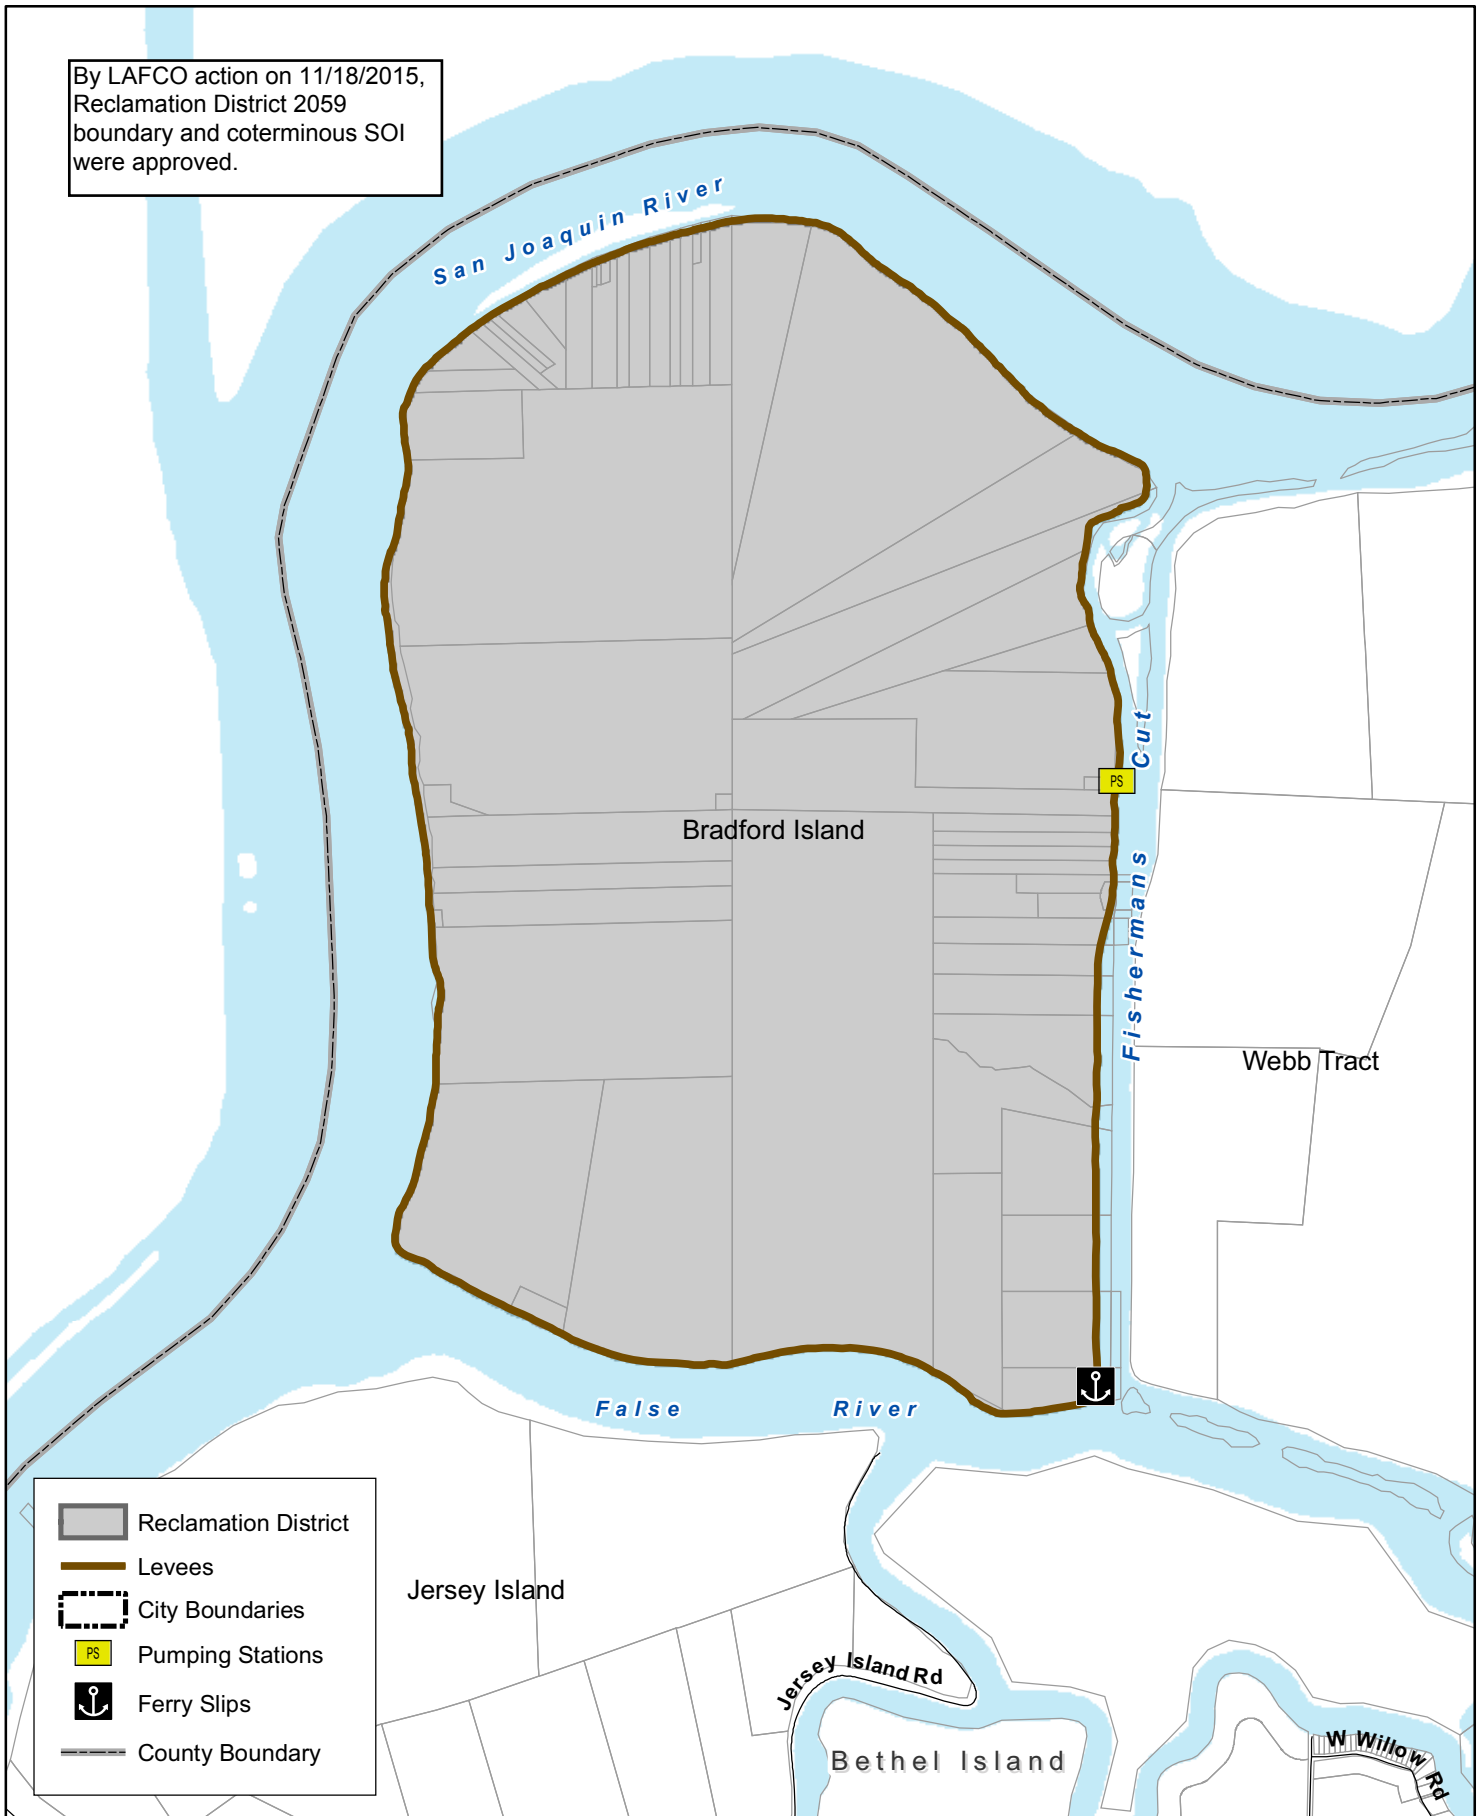 By LAFCO action on 11/18/2015,
Reclamation District 2059
boundary and coterminous SOI
were approved.
San Joaquin River
Fishermans Cut
PS
Bradford Island
Webb Tract
False River
Jersey Island
Jersey Island Rd
Bethel Island
W Willow Rd
Reclamation District
Levees
City Boundaries
PS
Pumping Stations
Ferry Slips
County Boundary